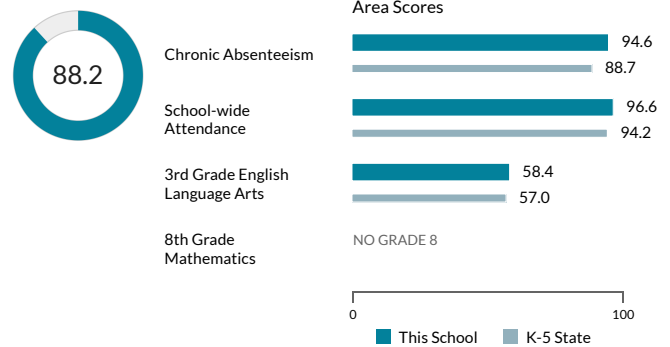 Area Scores
88.2
Chronic Absenteeism
94.6
88.7
School-wide
Attendance
96.6
94.2
3rd Grade English
Language Arts
58.4
57.0
8th Grade
Mathematics
NO GRADE 8
0
100
This School
K-5 State